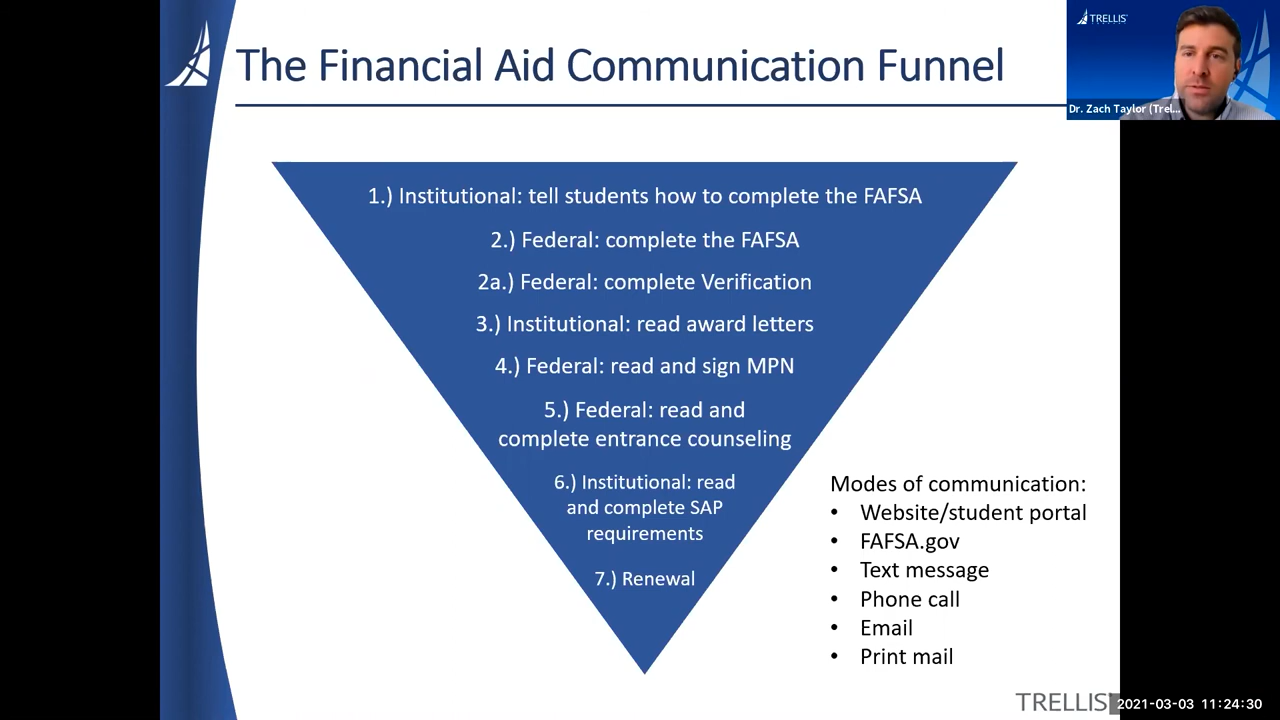 The Financial Aid Communication Funnel
TRELLIS
Dr. Zach Taylor (Trel...
1.) Institutional: tell students how to complete the FAFSA
2.) Federal: complete the FAFSA
2a.) Federal: complete Verification
3.) Institutional: read award letters
4.) Federal: read and sign MPN
5.) Federal: read and
complete entrance counseling
6.) Institutional: read
and complete SAP
requirements
7.) Renewal
Modes of communication:
• Website/student portal
• FAFSA.gov
• Text message
• Phone call
• Email
• Print mail
TRELLIS
2021-03-03 11:24:30